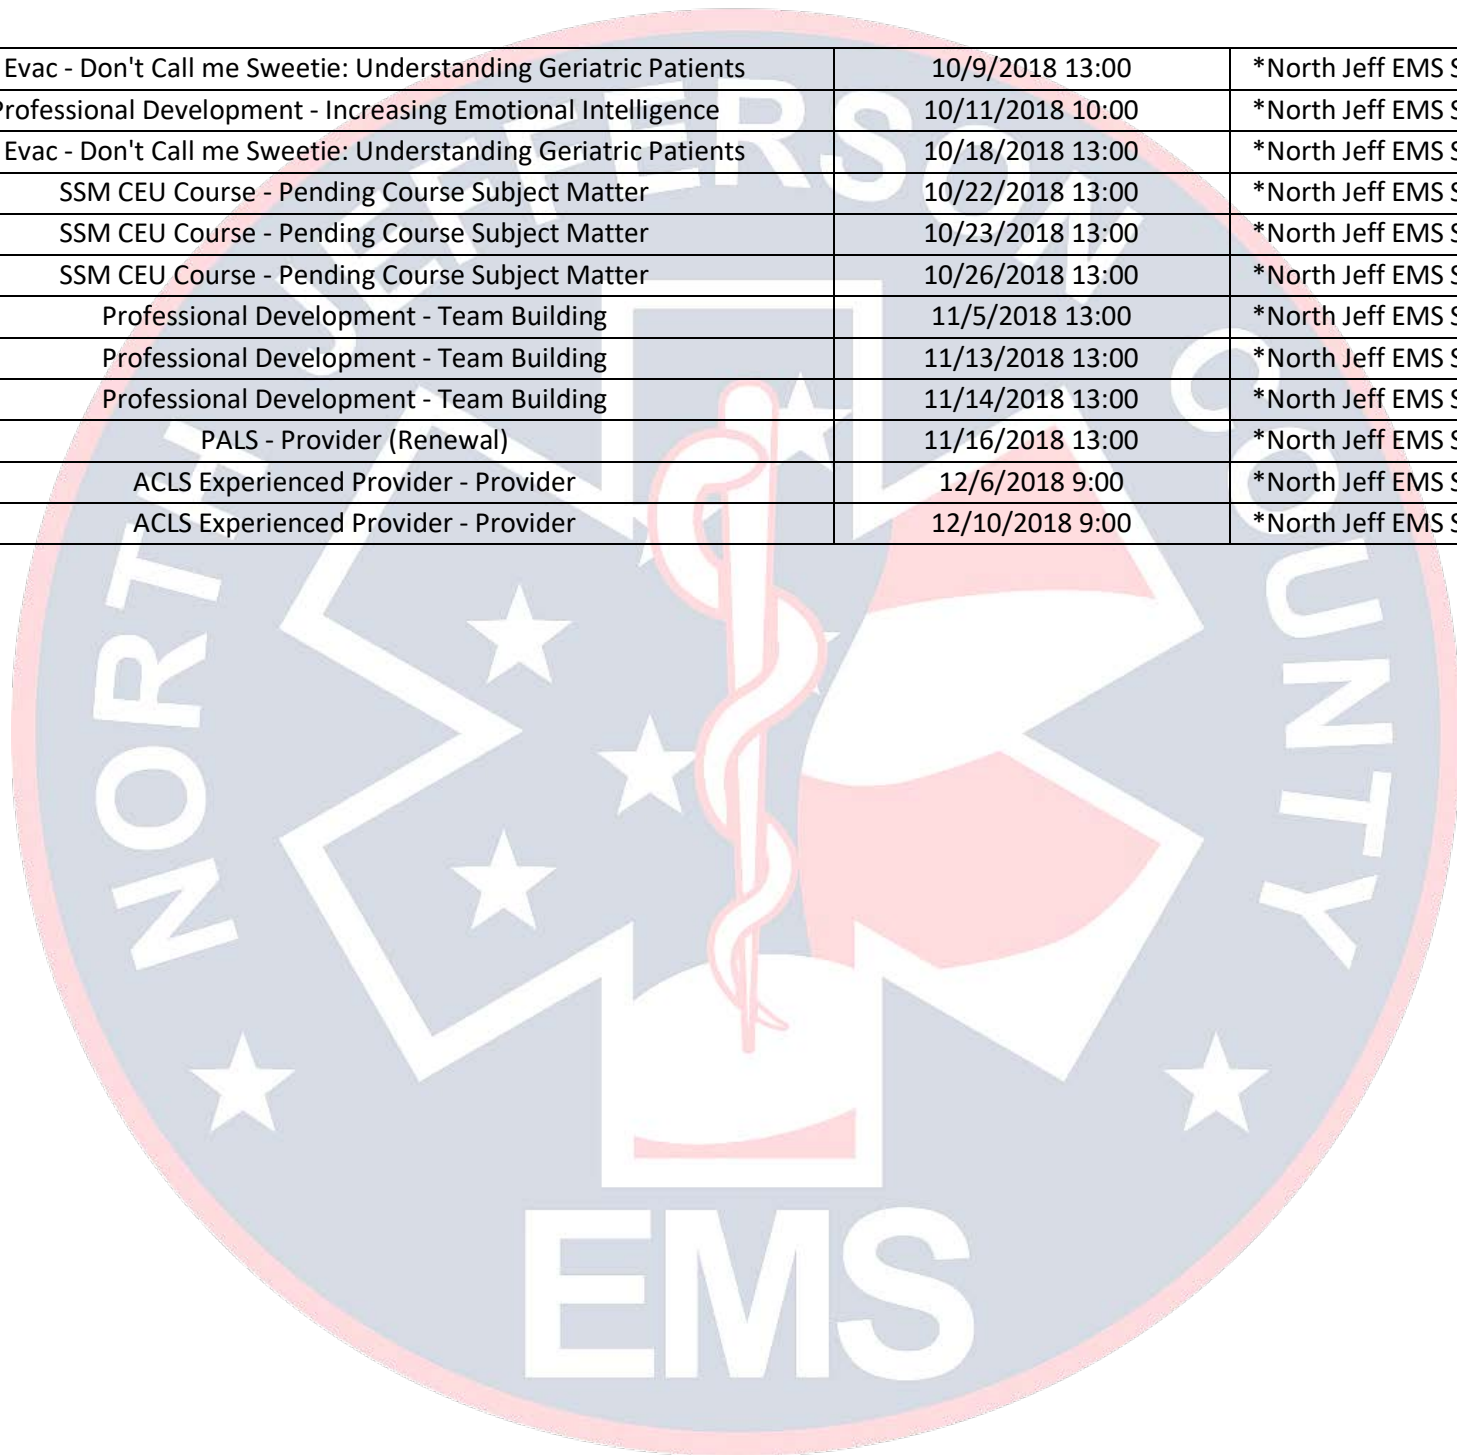 Evac - Don't Call me Sweetie: Understanding Geriatric Patients 10/9/2018 13:00 *North Jeff EMS S
Professional Development - Increasing Emotional Intelligence 10/11/2018 10:00 *North Jeff EMS S
Evac - Don't Call me Sweetie: Understanding Geriatric Patients 10/18/2018 13:00 *North Jeff EMS S
SSM CEU Course - Pending Course Subject Matter 10/22/2018 13:00 *North Jeff EMS S
SSM CEU Course - Pending Course Subject Matter 10/23/2018 13:00 *North Jeff EMS S
SSM CEU Course - Pending Course Subject Matter 10/26/2018 13:00 *North Jeff EMS S
Professional Development - Team Building 11/5/2018 13:00 *North Jeff EMS S
Professional Development - Team Building 11/13/2018 13:00 *North Jeff EMS S
Professional Development - Team Building 11/14/2018 13:00 *North Jeff EMS S
PALS - Provider (Renewal) 11/16/2018 13:00 *North Jeff EMS S
ACLS Experienced Provider - Provider 12/6/2018 9:00 *North Jeff EMS S
ACLS Experienced Provider - Provider 12/10/2018 9:00 *North Jeff EMS S
NORTH JEFFERSON COUNTY
EMS